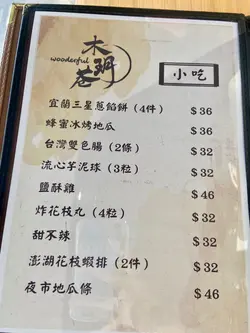 木弼巷
wooderful
小吃
宜蘭三星蔥餡餅（4件） $36
蜂蜜冰烤地瓜 $36
台灣雙色腸（2條） $32
流心芋泥球（3粒） $32
鹽酥雞 $46
炸花枝丸（4粒） $32
甜不辣 $32
澎湖花枝蝦排（2件） $32
夜市地瓜條 $46